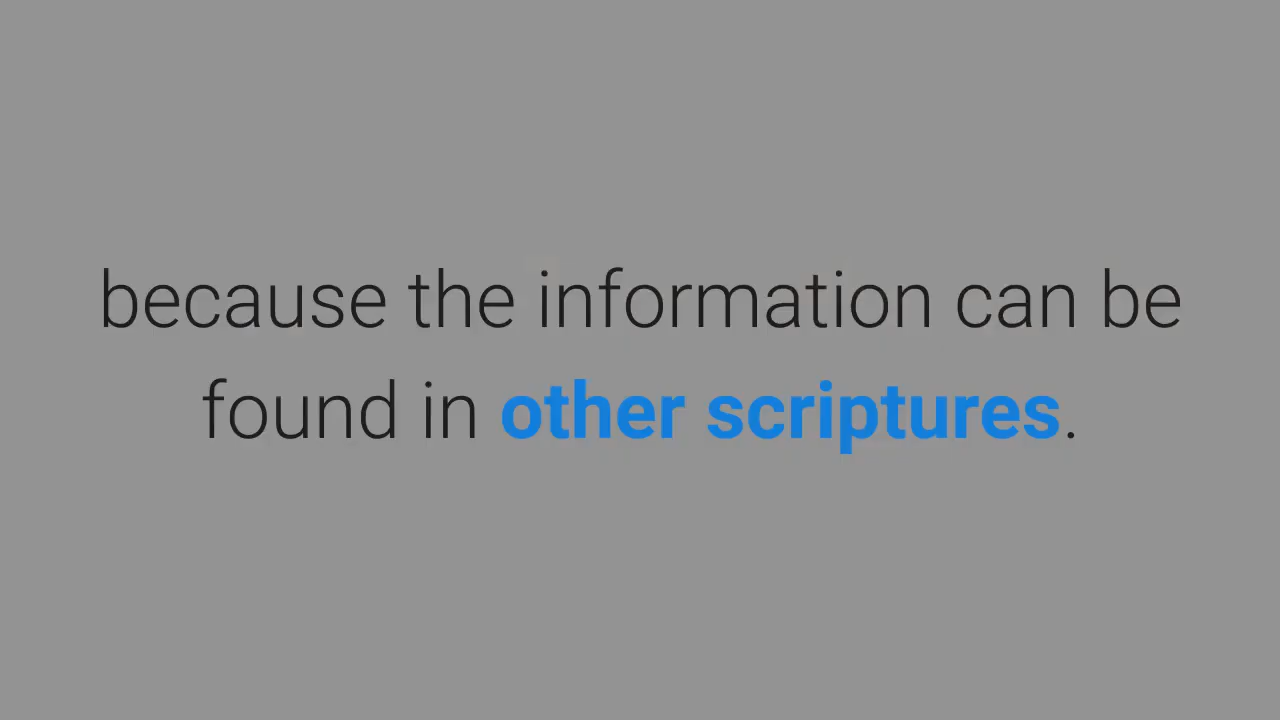 because the information can be
found in other scriptures.